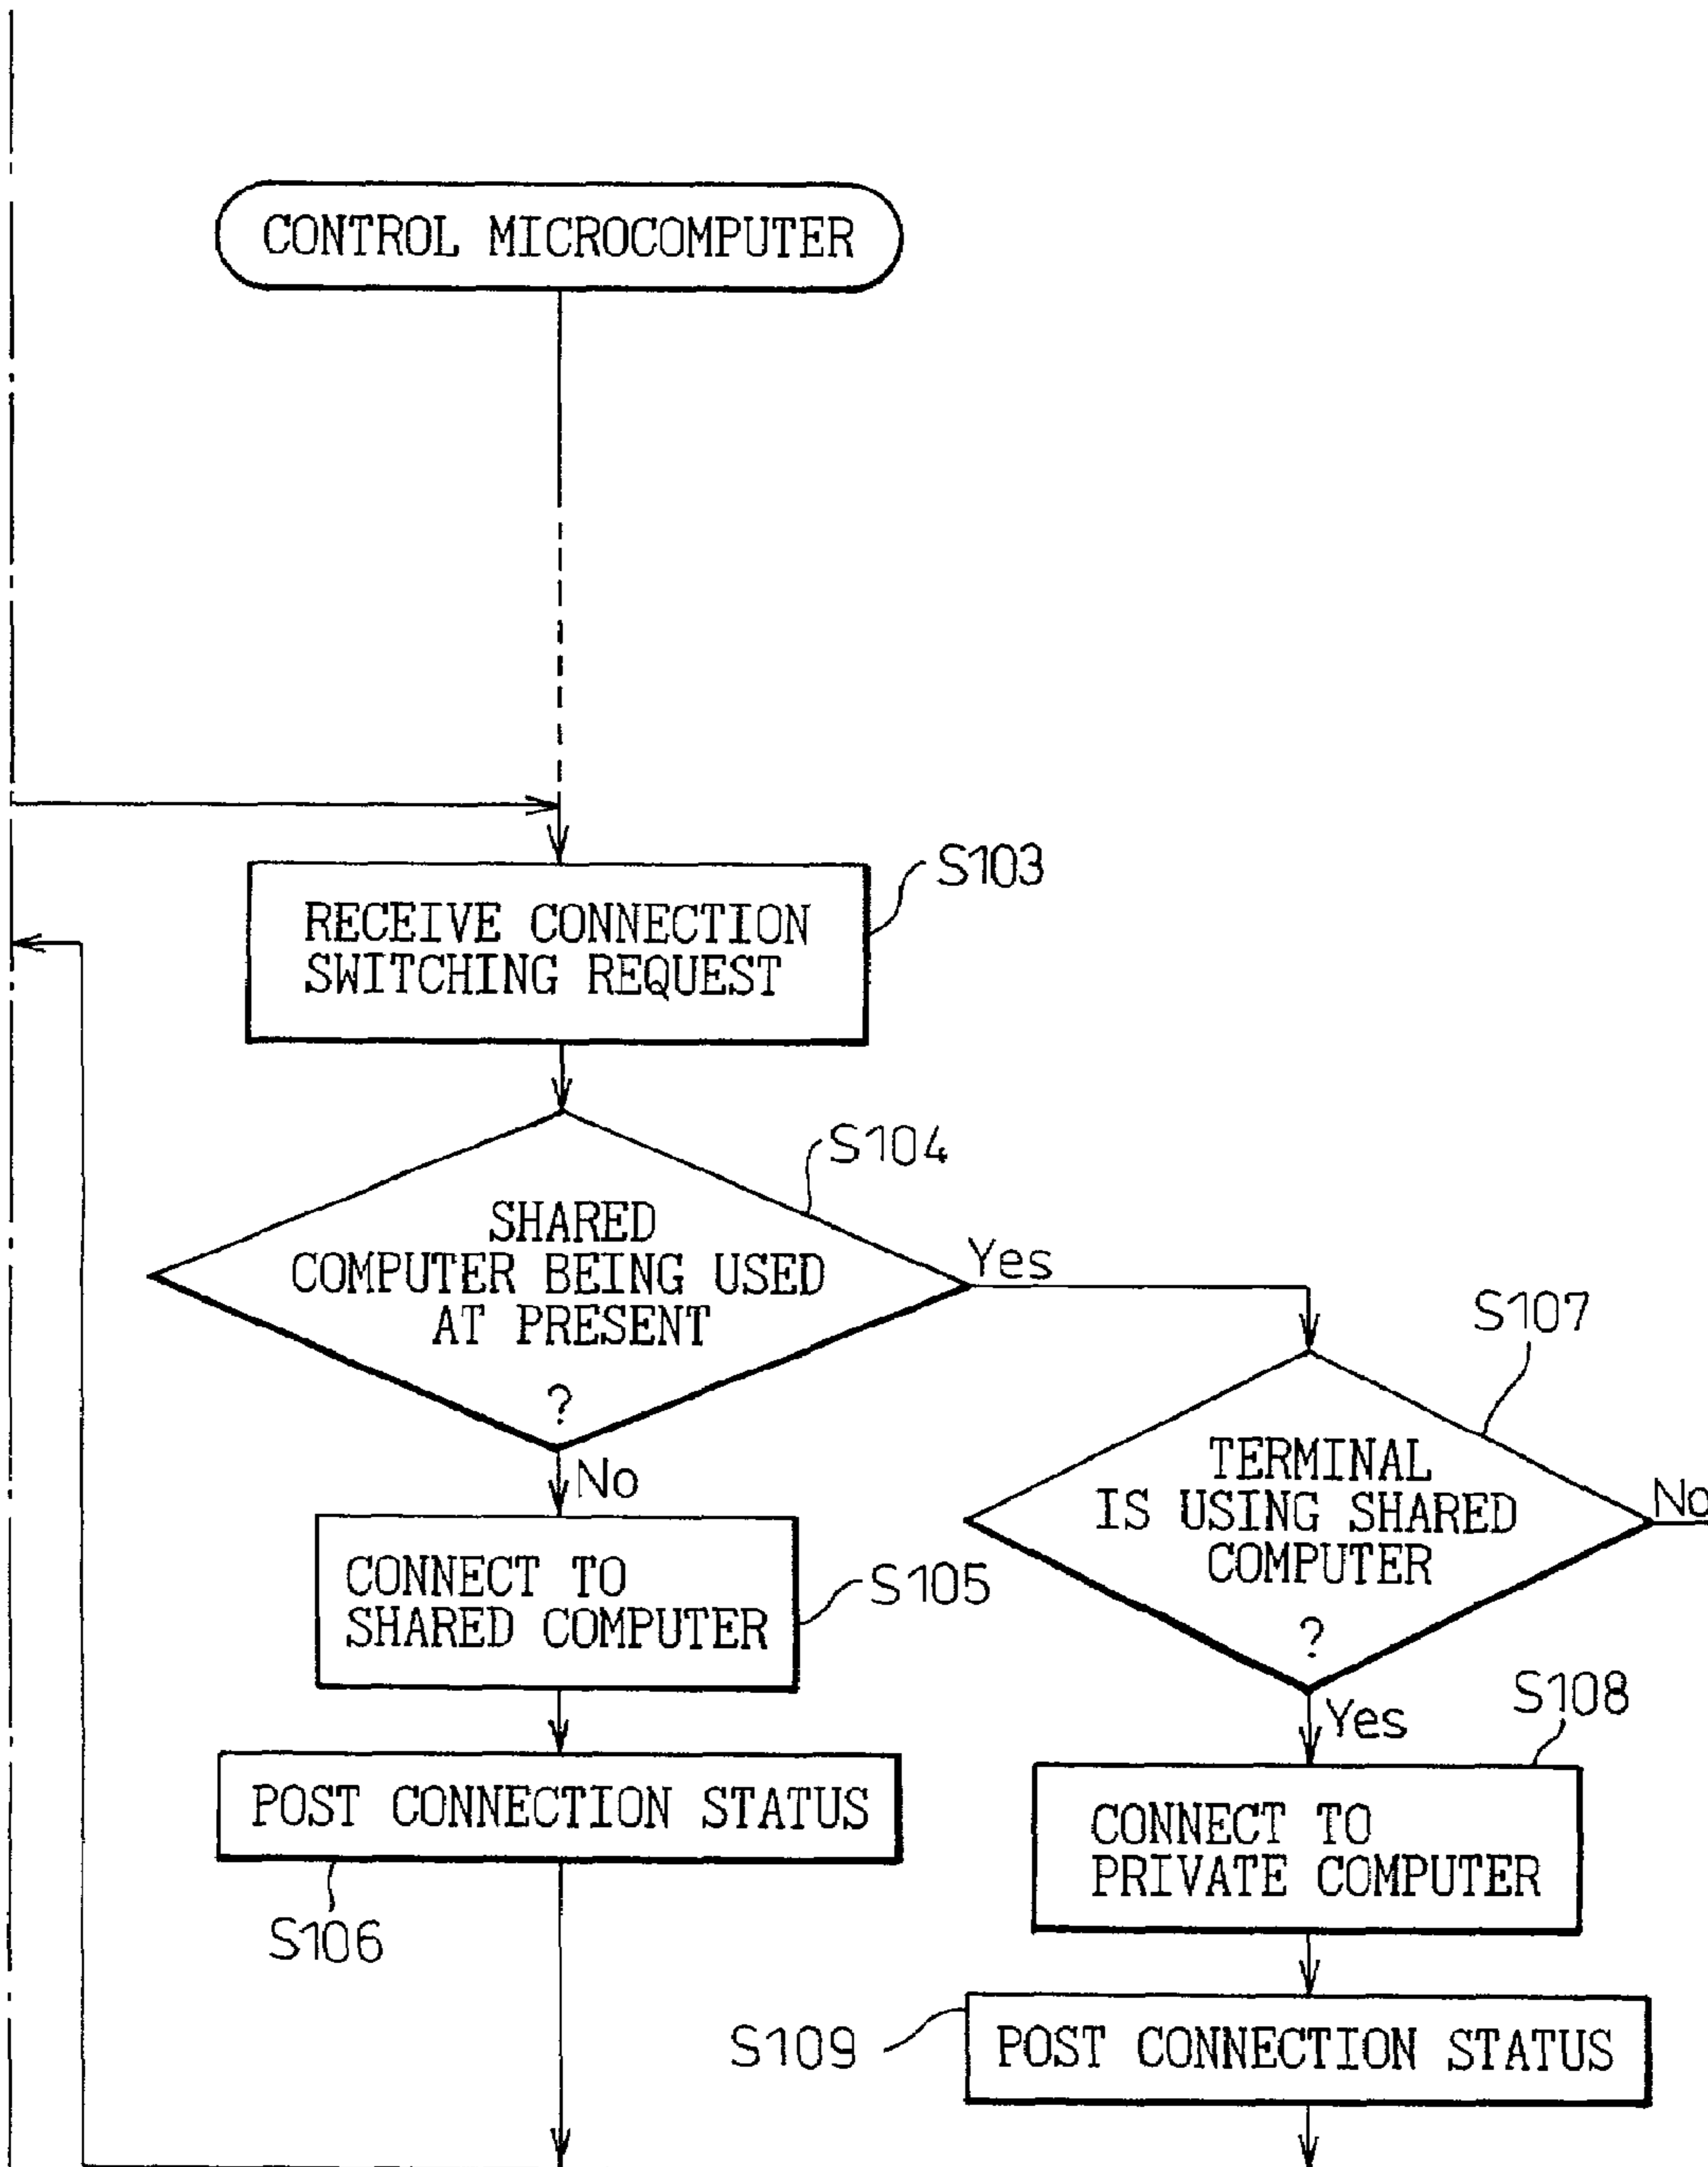 CONTROL MICROCOMPUTER
S103
RECEIVE CONNECTION
SWITCHING REQUEST
S104
SHARED
COMPUTER BEING USED
AT PRESENT
?
Yes
No
S107
TERMINAL
IS USING SHARED
COMPUTER
?
No
Yes
CONNECT TO
SHARED COMPUTER
S105
S108
POST CONNECTION STATUS
S106
CONNECT TO
PRIVATE COMPUTER
S109
POST CONNECTION STATUS